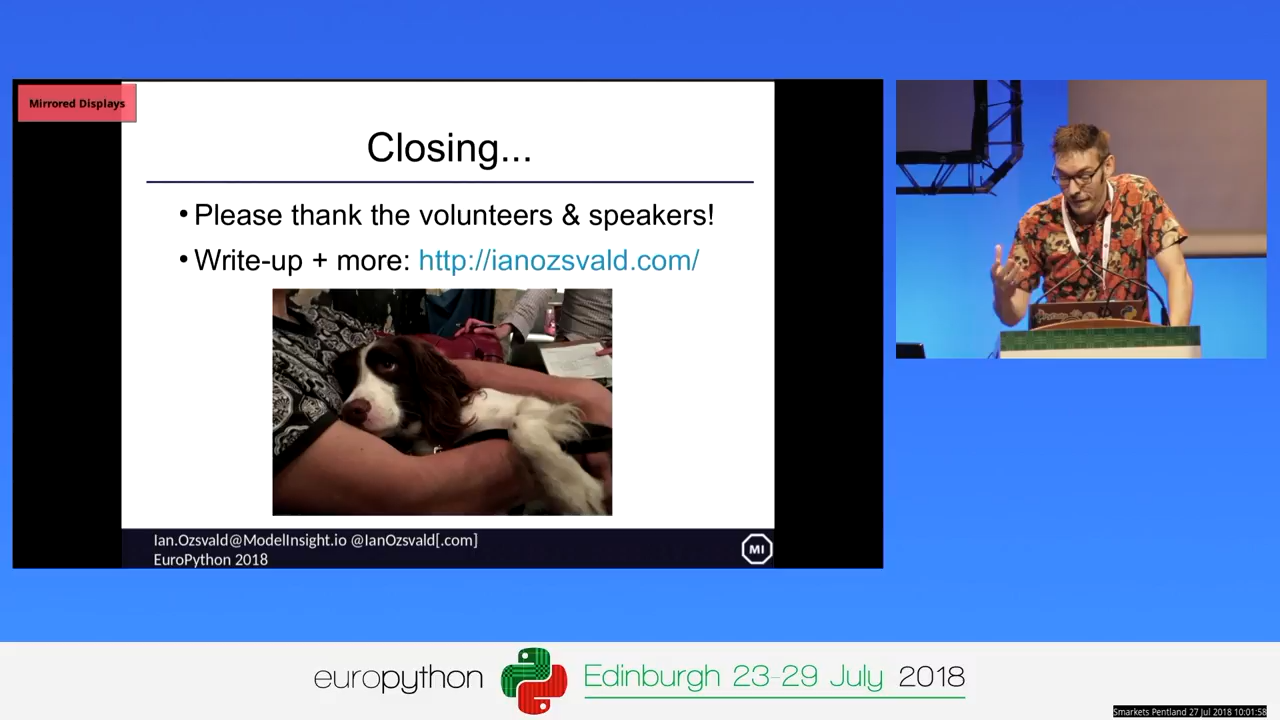 Mirrored Displays
Closing...
• Please thank the volunteers & speakers!
• Write-up + more: http://ianozsvald.com/
Ian.Ozsvald@ModelInsight.io @IanOzsvald[.com]
EuroPython 2018
MI
europython
Edinburgh 23-29 July 2018
Smarkets Pentland 27 Jul 2018 10:01:58